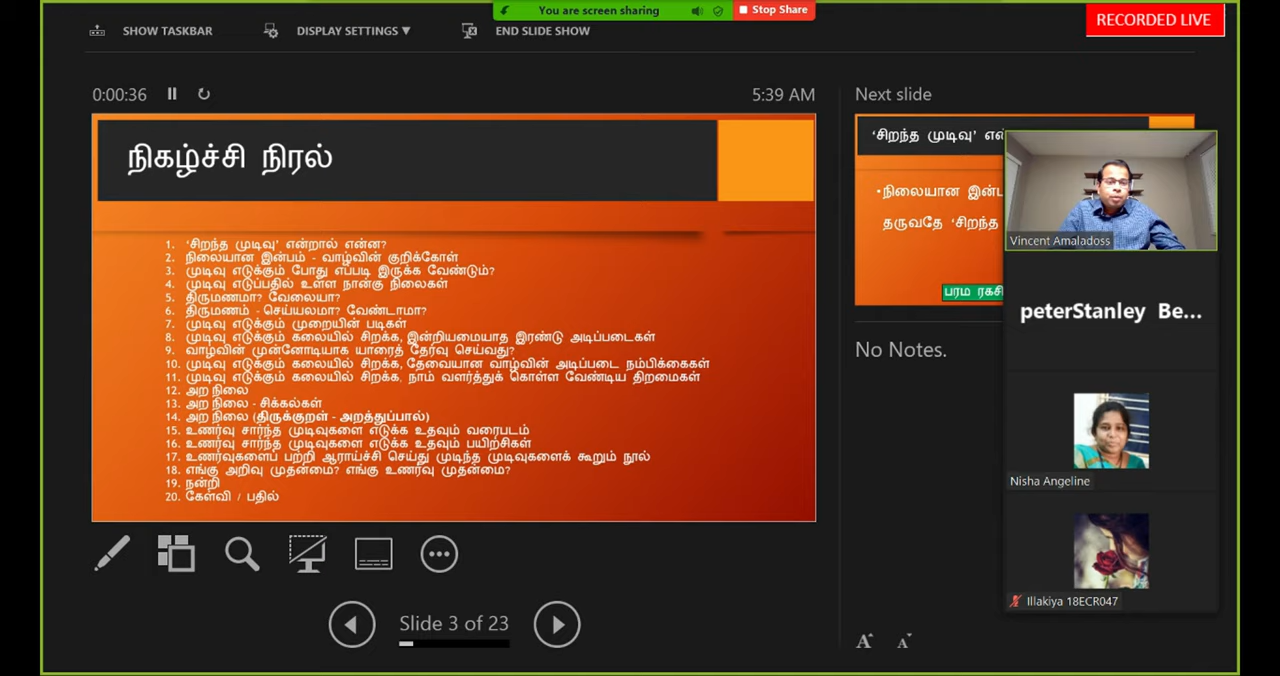 You are screen sharing
Stop Share
RECORDED LIVE
SHOW TASKBAR
DISPLAY SETTINGS ▼
END SLIDE SHOW
0:00:36
5:39 AM
Next slide
நிகழ்ச்சி நிரல்
1. ‘சிறந்த முடிவு’ என்றால் என்ன?
2. நிலையான இன்பம் - வாழ்வின் குறிக்கோள்
3. முடிவு எடுக்கும் போது எப்படி இருக்க வேண்டும்?
4. முடிவு எடுப்பதில் உள்ள நான்கு நிலைகள்
5. திருமணமா? வேலையா?
6. திருமணம் - செய்யலமா? வேண்டாமா?
7. முடிவு எடுக்கும் முறையின் படிகள்
8. முடிவு எடுக்கும் கலையில் சிறக்க, இன்றியமையாத இரண்டு அடிப்படைகள்
9. வாழ்வின் முன்னோடியாக யாரைத் தேர்வு செய்வது?
10. முடிவு எடுக்கும் கலையில் சிறக்க, தேவையான வாழ்வின் அடிப்படை நம்பிக்கைகள்
11. முடிவு எடுக்கும் கலையில் சிறக்க, நாம் வளர்த்துக் கொள்ள வேண்டிய திறமைகள்
12. அற நிலை
13. அற நிலை - சிக்கல்கள்
14. அற நிலை (திருக்குறள் - அறத்துப்பால்)
15. உணர்வு சார்ந்த முடிவுகளை எடுக்க உதவும் வரைபடம்
16. உணர்வு சார்ந்த முடிவுகளை எடுக்க உதவும் பயிற்சிகள்
17. உணர்வுகளைப் பற்றி ஆராய்ச்சி செய்து முடிந்த முடிவுகளைக் கூறும் நூல்
18. எங்கு அறிவு முதன்மை? எங்கு உணர்வு முதன்மை?
19. நன்றி
20. கேள்வி / பதில்
‘சிறந்த முடிவு’ என்
•நிலையான இன்ப
தருவதே ‘சிறந்த
பரம ரகசி
No Notes.
Vincent Amaladoss
peterStanley Be...
Nisha Angeline
Illakiya 18ECR047
Slide 3 of 23
A
A